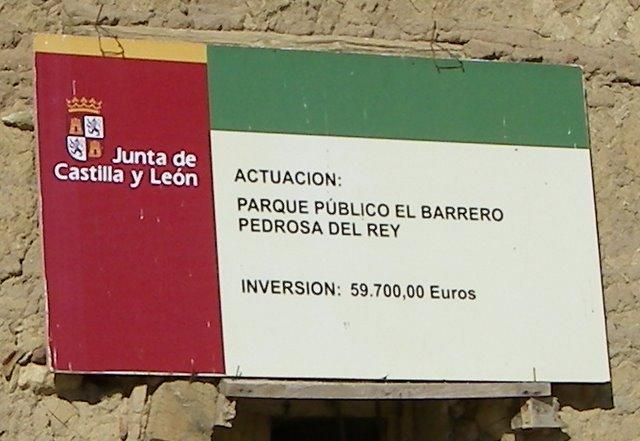 Junta de
Castilla y León
ACTUACION:
PARQUE PÚBLICO EL BARRERO
PEDROSA DEL REY
INVERSION: 59.700,00 Euros